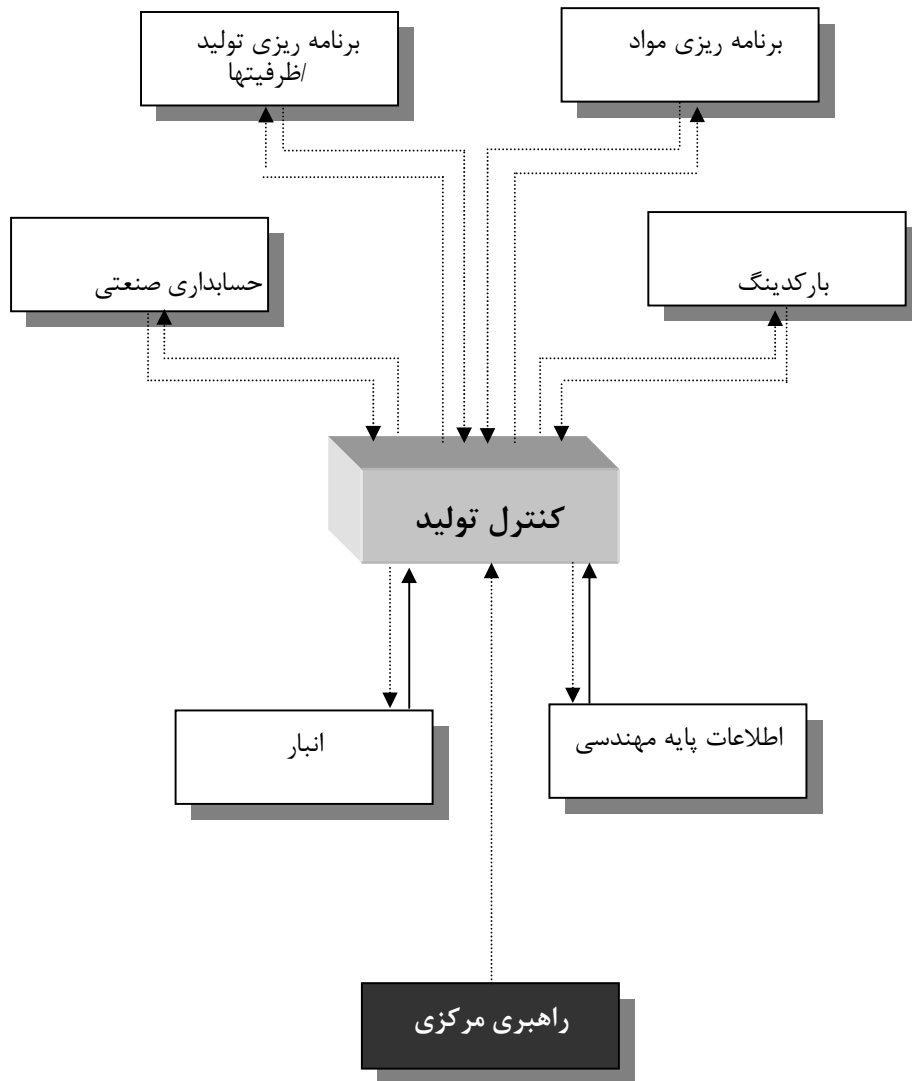 برنامه ریزی مواد
برنامه ریزی تولید
/ظرفیتها
بارکدینگ
حسابداری صنعتی
کنترل تولید
اطلاعات پایه مهندسی
انبار
راهبری مرکزی